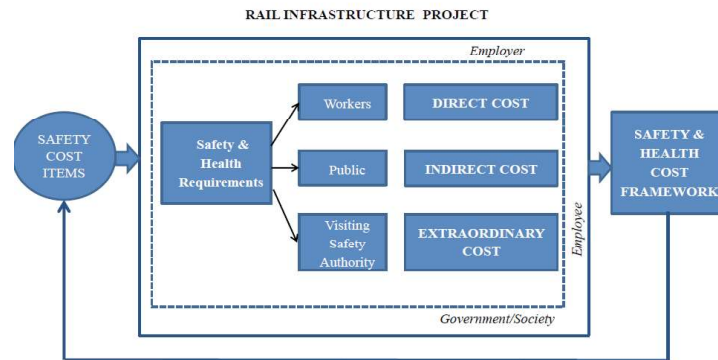 RAIL INFRASTRUCTURE PROJECT
Employer
Workers
DIRECT COST
SAFETY
COST
ITEMS
Safety &
Health
Requirements
Public
INDIRECT COST
SAFETY &
HEALTH
COST
FRAMEWORK
Visiting
Safety
Authority
EXTRAORDINARY
COST
Employee
Government/Society